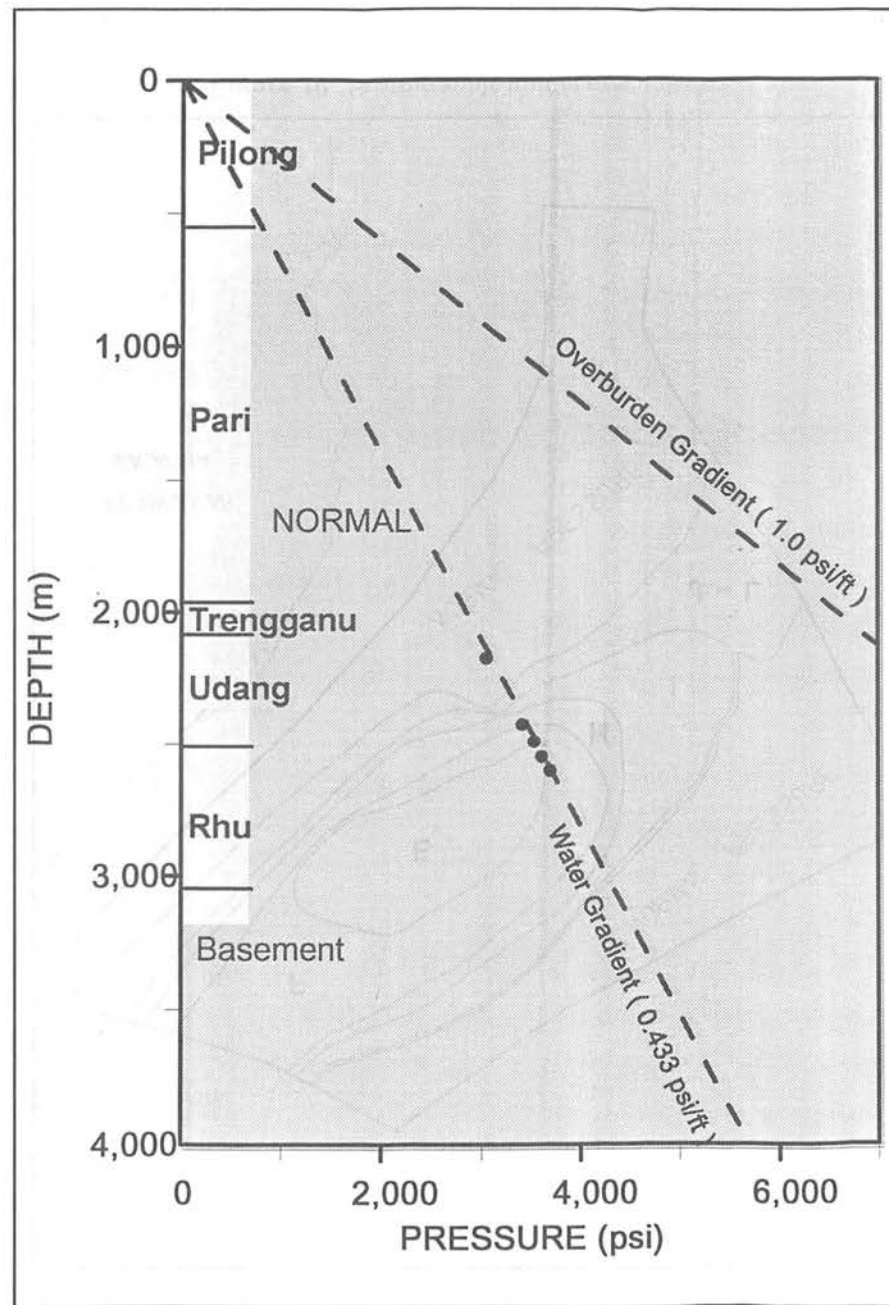 0
Pilong
1,000
Overburden Gradient ( 1.0 psi/ft )
Pari
NORMAL
DEPTH (m)
2,000
Trengganu
Udang
Rhu
Water Gradient ( 0.433 psi/ft )
3,000
Basement
4,000
0
2,000
4,000
6,000
PRESSURE (psi)